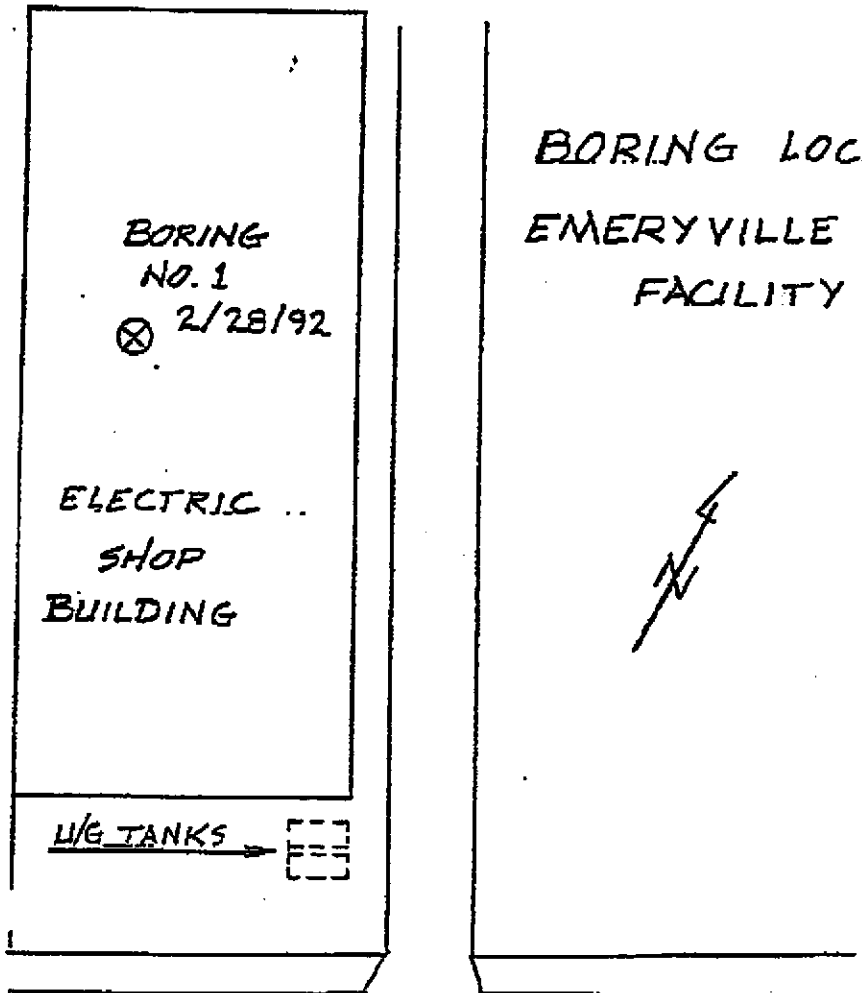 BORING LOC
EMERYVILLE
FACILITY
BORING
NO. 1
2/28/92
ELECTRIC
SHOP
BUILDING
N
U/G TANKS